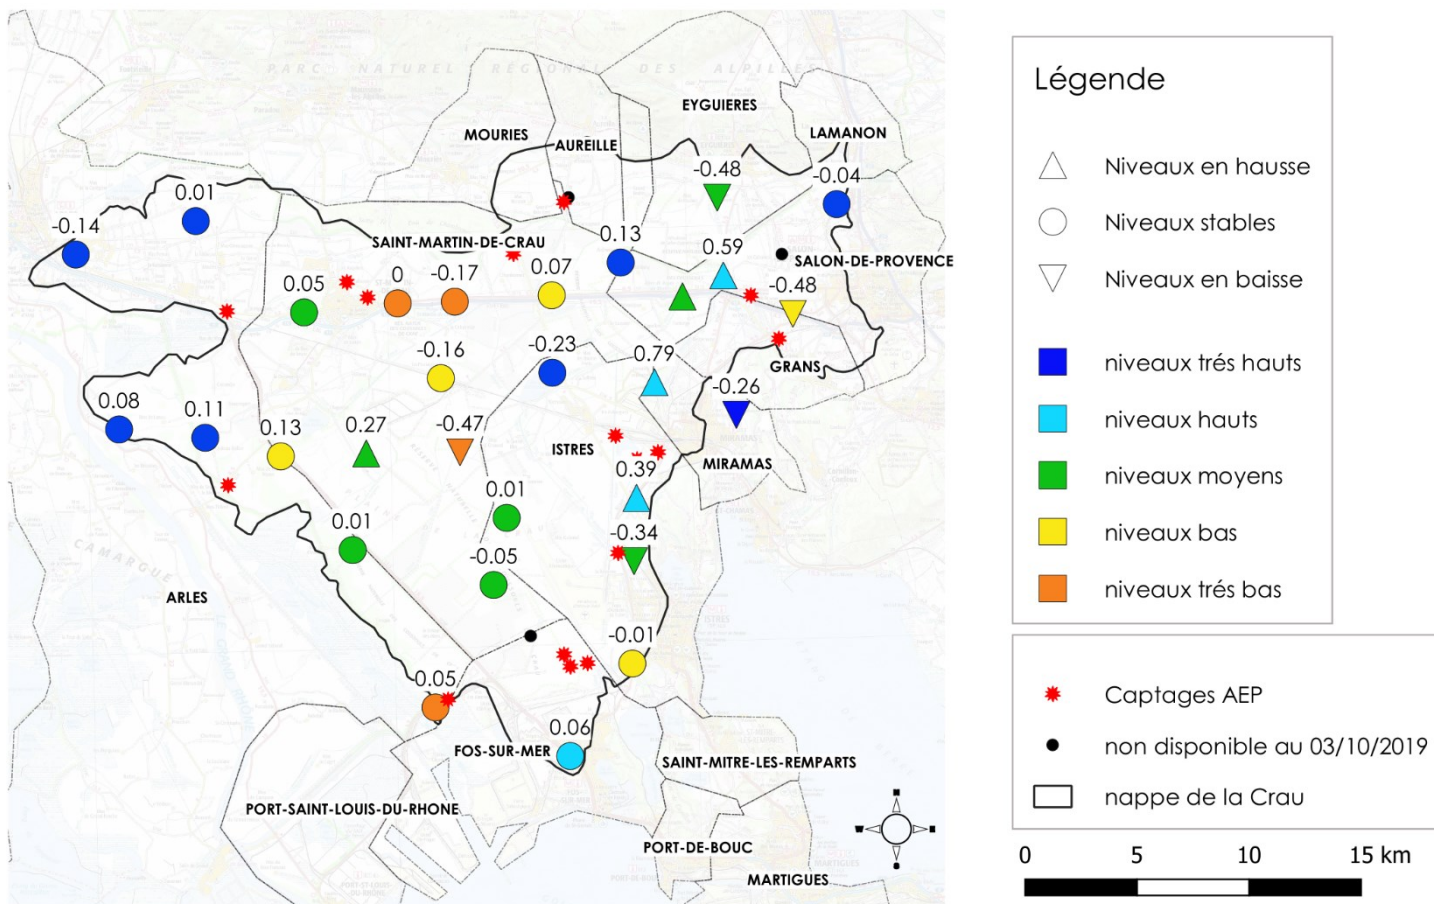 PARC NATUREL RÉGIONAL DES ALPILLES
EYGUIERES
MOURIES
LAMANON
AUREILLE
-0.48
-0.04
0.01
-0.14
SAINT-MARTIN-DE-CRAU
0.13
0.59
SALON-DE-PROVENCE
0.05
0
-0.17
0.07
-0.48
-0.16
-0.23
0.79
GRANS
-0.26
0.08
0.11
0.13
0.27
-0.47
ISTRES
MIRAMAS
0.39
0.01
0.01
-0.34
-0.05
CAMARGUE
ARLES
-0.01
0.05
0.06
FOS-SUR-MER
SAINT-MITRE-LES-REMPARTS
PORT-SAINT-LOUIS-DU-RHONE
PORT-DE-BOUC
MARTIGUES
Légende
Niveaux en hausse
Niveaux stables
Niveaux en baisse
niveaux trés hauts
niveaux hauts
niveaux moyens
niveaux bas
niveaux trés bas
Captages AEP
non disponible au 03/10/2019
nappe de la Crau
0 5 10 15 km